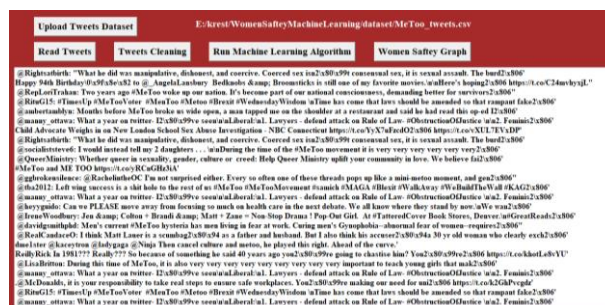 Upload Tweets Dataset
E:/krest/WomenSafteyMachineLearning/dataset/MeToo_tweets.csv
Read Tweets
Tweets Cleaning
Run Machine Learning Algorithm
Women Saftey Graph
@Rightsatbirth: "What he did was manipulative, dishonest, and coercive. Coerced sex isn2\x80\x99t consensual sex, it is sexual assault. The burd2\x806'
Happy 94th Birthday!\0x9f\x8e\x82 to @_AngelaLansbury Bedknobs &amp; Broomsticks is still one of my favorite movies.\n\nHere's hoping2\x806' https://t.co/C24mvhyxjL"
@RepLoriTrahan: Two years ago #MeToo woke up our nation. It's become part of our national consciousness, demanding better for survivors2\x806'
@RituG15: #TimesUp #MeTooVoter #MenToo #Metoo #Brexit #WednesdayWisdom \nTime has come that laws should be amended so that rampant fake2\x806'
@ambertamblyn: Months before MeToo broke us wide open, a man tapped me on the shoulder at a restaurant and said he had read this op-ed I2\x806'
@manny_ottawa: What a year on twitter- I2\x80\x99ve seen\n\nLiberal:\n1. Lawyers - defend attack on Rule of Law- #ObstructionOfJustice \n\n2. Feminis2\x806'
Child Advocate Weighs in on New London School Sex Abuse Investigation - NBC Connecticut https://t.co/YyX7uFzcdO2\x806 https://t.co/vXUL7EVxDP'
@Rightsatbirth: "What he did was manipulative, dishonest, and coercive. Coerced sex isn2\x80\x99t consensual sex, it is sexual assault. The burd2\x806'
@manny_ottawa: What a year on twitter- I2\x80\x99ve seen\n\nLiberal:\n1. Lawyers - defend attack on Rule of Law- #ObstructionOfJustice \n\n2. Feminis2\x806'
@socialiststeve6: I would instead tell my 2 daughters . . . \n\nDuring the time of the #MeToo movement it is very very very very very very2\x806'
@QueerMinistry: Whether queer in sexuality, gender, culture or creed: Help Queer Ministry uplift your community in love. We believe fai2\x806'
#MeToo and ME TOO https://t.co/yRCnGHzJiA'
@ggbrokensilence: @RachelintheOC I'm not surprised either. Every so often one of these threads pops like a mini-metoo moment, and gen2\x806'
@tha2012: Left wing success is a shit hole to the rest of us #MeToo #MeTooMovement #samich #MAGA #Blexit #WalkAway #WeBuildTheWall #KAG2\x806'
@heyyguido: Can we PLEASE move away from focusing so much on health care in the next debate. We all know where they stand by now.\nWe wan2\x806'
@IreneWoodbury: Jen &amp; Colton + Brandi &amp; Matt + Zane = Non-Stop Drama ! Pop-Out Girl. At #TatteredCover Book Stores, Denver.\n#GreatReads2\x806'
@davidgsmithphd: Men's current #MeToo hysteria has men living in fear at work. Curing men's Gynophobia--abnormal fear of women--requires2\x806'
@RealCandaceO: I think Matt Lauer is a scumbag2\x80\x94 as a father and husband. But I also think his accuser2\x80\x94a 30 yd old woman who clearly exch2\x806'
@kaceytron @ladygaga @Ninja Then cancel culture and metoo, he played this right. Ahead of the curve.'
ReillyRick In 1981??? Really??? So because of something he said 40 years ago you2\x80\x99re going to chastise him? You2\x80\x99re2\x806' https://t.co/khotLe8vYU'
@LisaBritton: During this time of MeToo, it is also very very very very very very very very important to teach young girls that mak2\x806'
@manny_ottawa: What a year on twitter- I2\x80\x99ve seen\n\nLiberal:\n1. Lawyers - defend attack on Rule of Law- #ObstructionOfJustice \n\n2. Feminis2\x806'
@McDonalds, it is your responsibility to take real steps to ensure safe workplaces. You2\x80\x99re making our need for uni2\x806 https://t.co/k2GhPvcgdz'
@RituG15: #TimesUp #MeTooVoter #MenToo #Metoo #Brexit #WednesdayWisdom \nTime has come that laws should be amended so that rampant fake2\x806'
@manny_ottawa: What a year on twitter- I2\x80\x99ve seen\n\nLiberal:\n1. Lawyers - defend attack on Rule of Law- #ObstructionOfJustice \n\n2. Feminis2\x806'